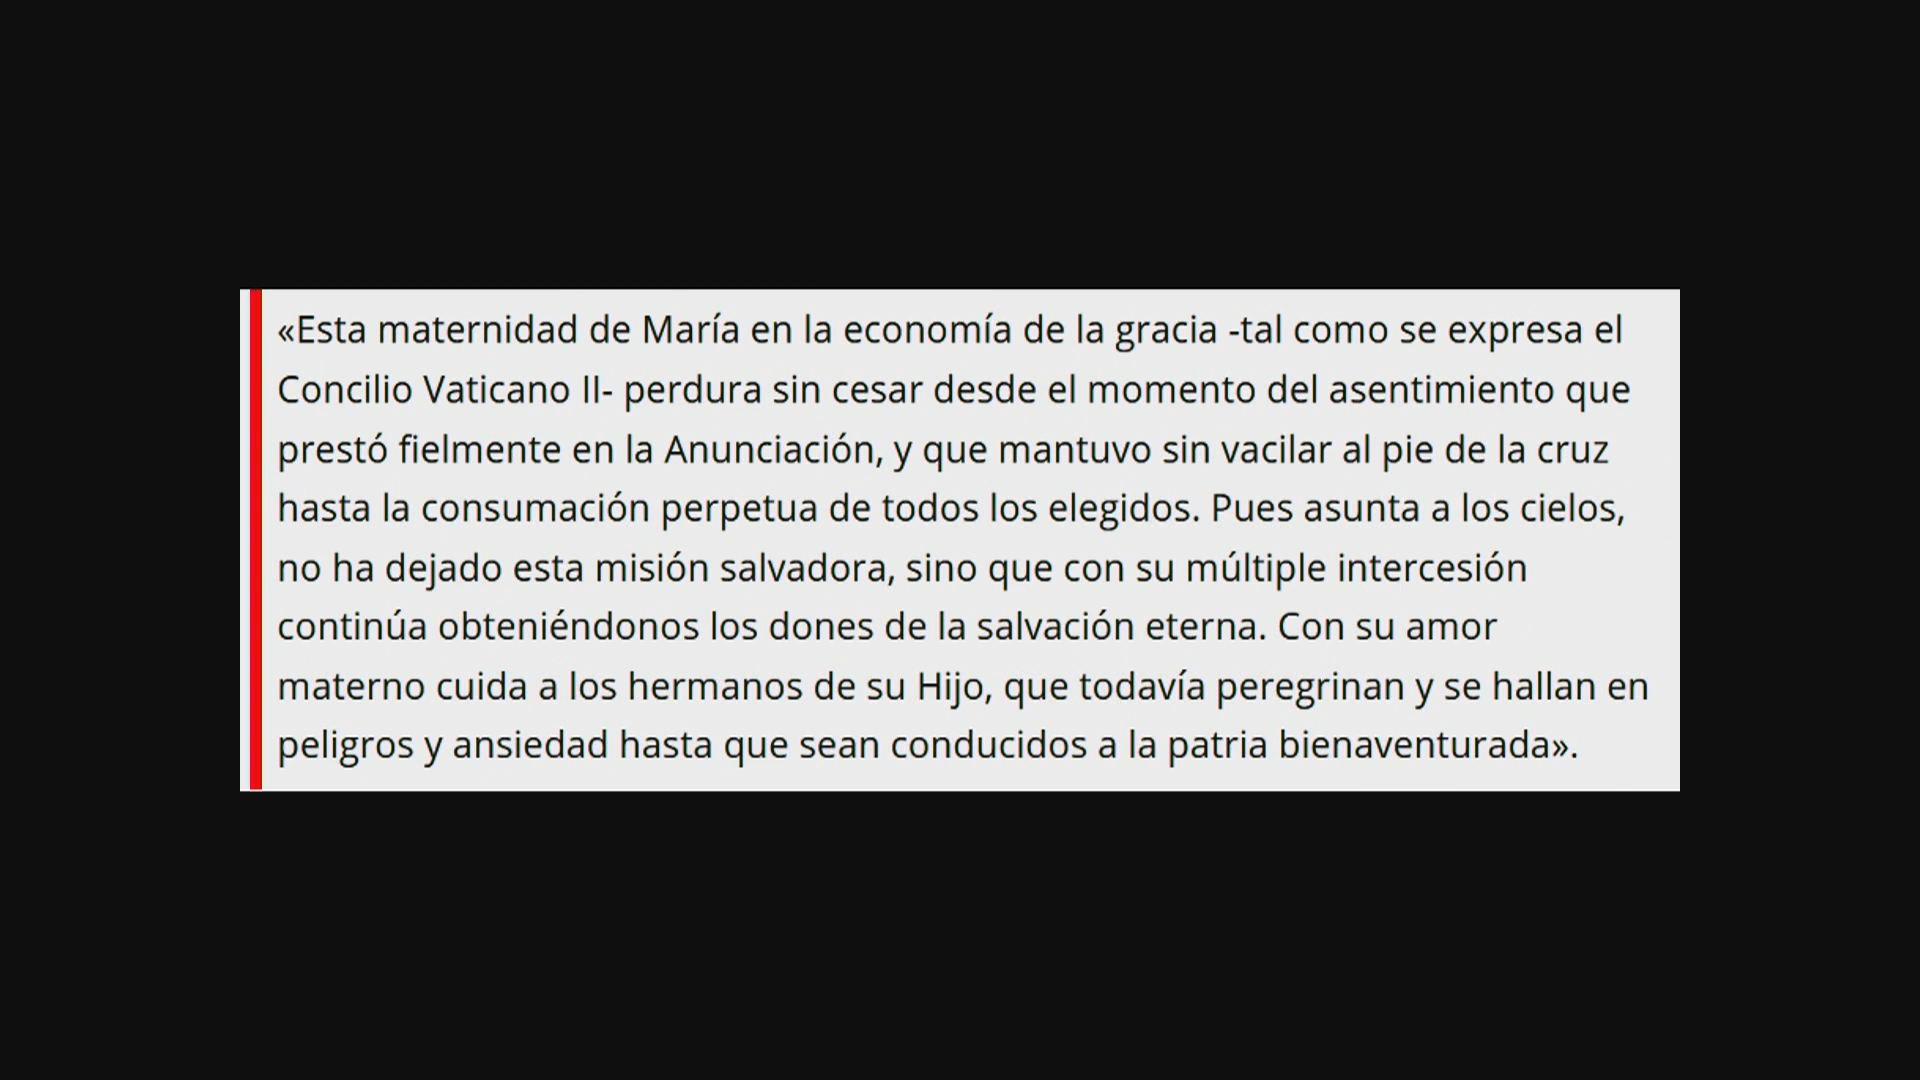 «Esta maternidad de María en la economía de la gracia -tal como se expresa el
Concilio Vaticano II- perdura sin cesar desde el momento del asentimiento que
prestó fielmente en la Anunciación, y que mantuvo sin vacilar al pie de la cruz
hasta la consumación perpetua de todos los elegidos. Pues asunta a los cielos,
no ha dejado esta misión salvadora, sino que con su múltiple intercesión
continúa obteniéndonos los dones de la salvación eterna. Con su amor
materno cuida a los hermanos de su Hijo, que todavía peregrinan y se hallan en
peligros y ansiedad hasta que sean conducidos a la patria bienaventurada».